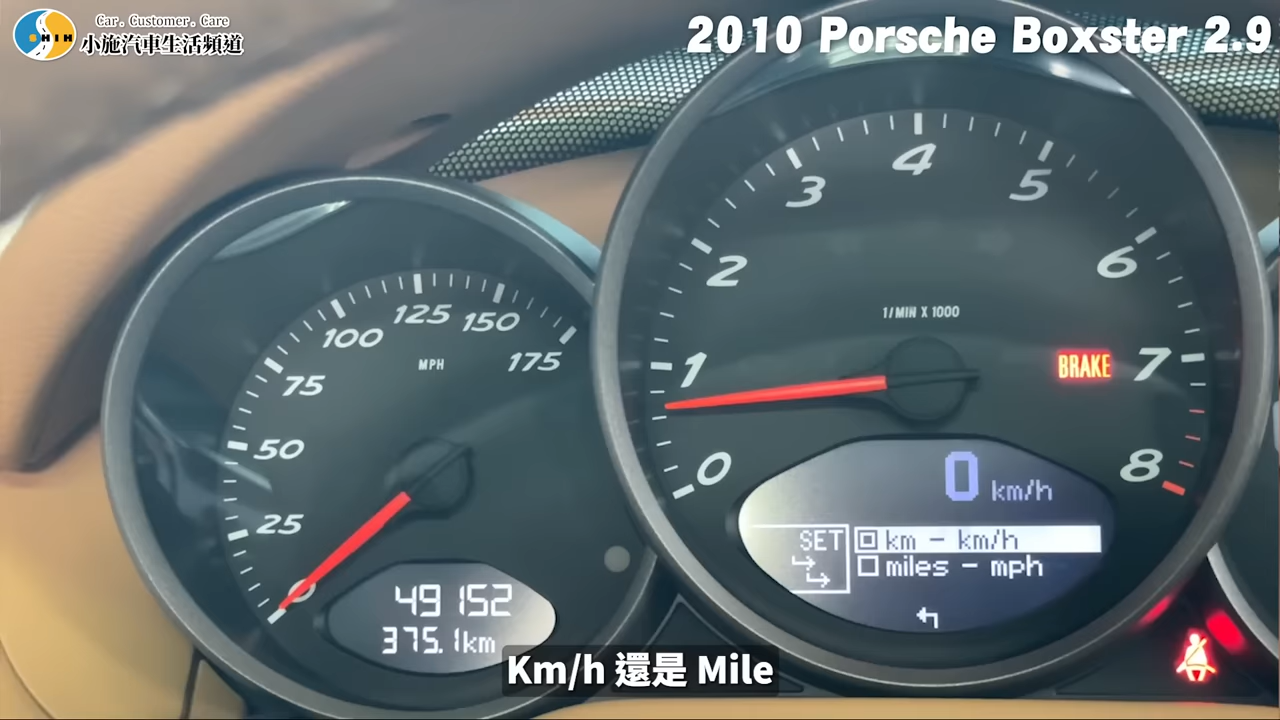 Car. Customer. Care
SHIH
小施汽車生活頻道
2010 Porsche Boxster 2.9
25
50
75
100
125
150
175
MPH
49152
375.1km
0
1
2
3
4
5
6
7
8
1/MIN X 1000
BRAKE
0 km/h
SET
km - km/h
miles - mph
Km/h 還是 Mile